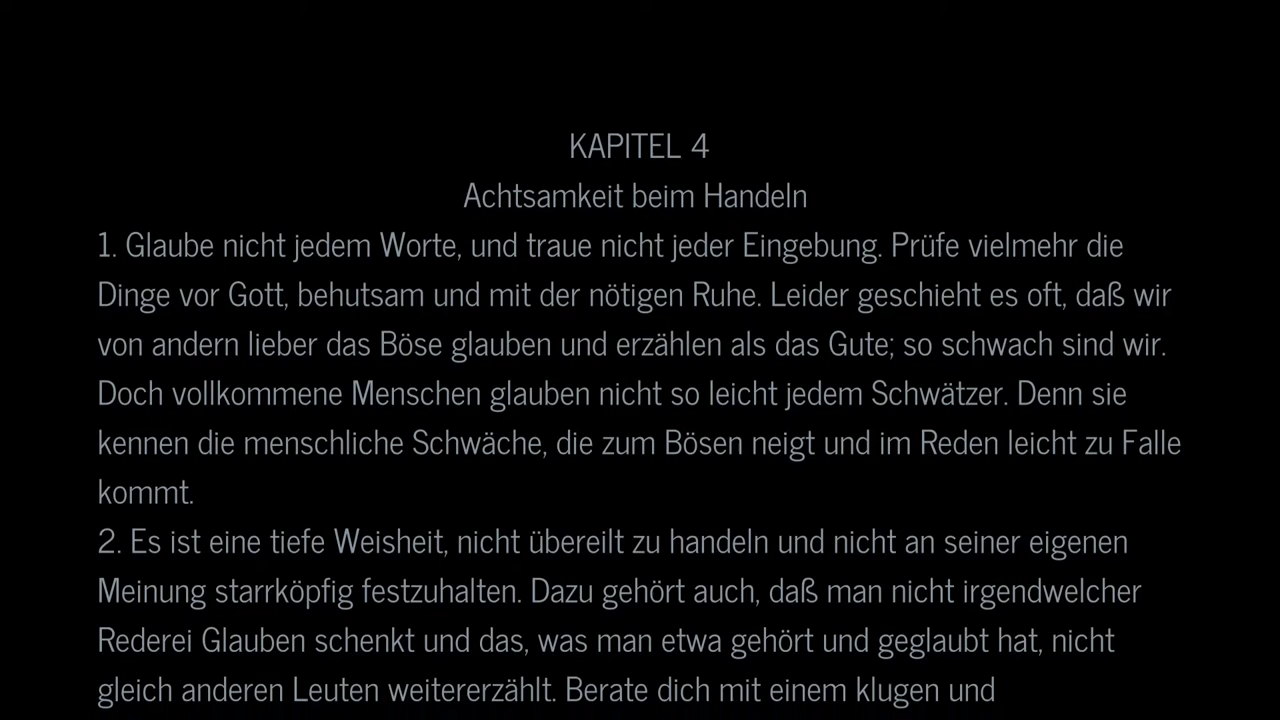 KAPITEL 4
Achtsamkeit beim Handeln
1. Glaube nicht jedem Worte, und traue nicht jeder Eingebung. Prüfe vielmehr die
Dinge vor Gott, behutsam und mit der nötigen Ruhe. Leider geschieht es oft, daß wir
von andern lieber das Böse glauben und erzählen als das Gute; so schwach sind wir.
Doch vollkommene Menschen glauben nicht so leicht jedem Schwätzer. Denn sie
kennen die menschliche Schwäche, die zum Bösen neigt und im Reden leicht zu Falle
kommt.
2. Es ist eine tiefe Weisheit, nicht übereilt zu handeln und nicht an seiner eigenen
Meinung starrköpfig festzuhalten. Dazu gehört auch, daß man nicht irgendwelcher
Rederei Glauben schenkt und das, was man etwa gehört und geglaubt hat, nicht
gleich anderen Leuten weitererzählt. Berate dich mit einem klugen und